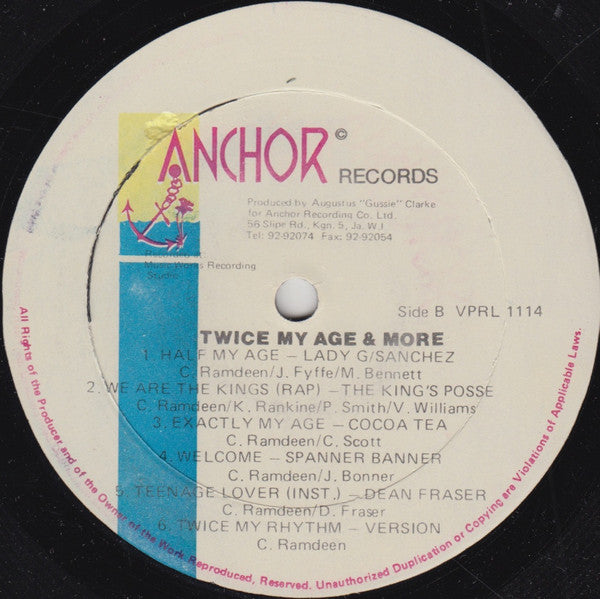 ANCHOR ©
RECORDS
Produced by Augustus "Gussie" Clarke
for Anchor Recording Co. Ltd.
56 Slipe Rd., Kgn. 5, Ja. W.I
Tel: 92-92074 Fax: 92-92054
Recorded at:
Music Works Recording
Studio
Side B VPRL 1114
TWICE MY AGE & MORE
1. HALF MY AGE – LADY G/SANCHEZ
C. Ramdeen/J. Fyffe/M. Bennett
2. WE ARE THE KINGS (RAP) – THE KING'S POSSE
C. Ramdeen/K. Rankine/P. Smith/V. Williams
3. EXACTLY MY AGE – COCOA TEA
C. Ramdeen/C. Scott
4. WELCOME – SPANNER BANNER
C. Ramdeen/J. Bonner
5. TEENAGE LOVER (INST.) – DEAN FRASER
C. Ramdeen/D. Fraser
6. TWICE MY RHYTHM – VERSION
C. Ramdeen
All Rights of the Producer and of the Owner of the Work Reproduced, Reserved. Unauthorized Duplication or Copying are Violations of Applicable Laws.